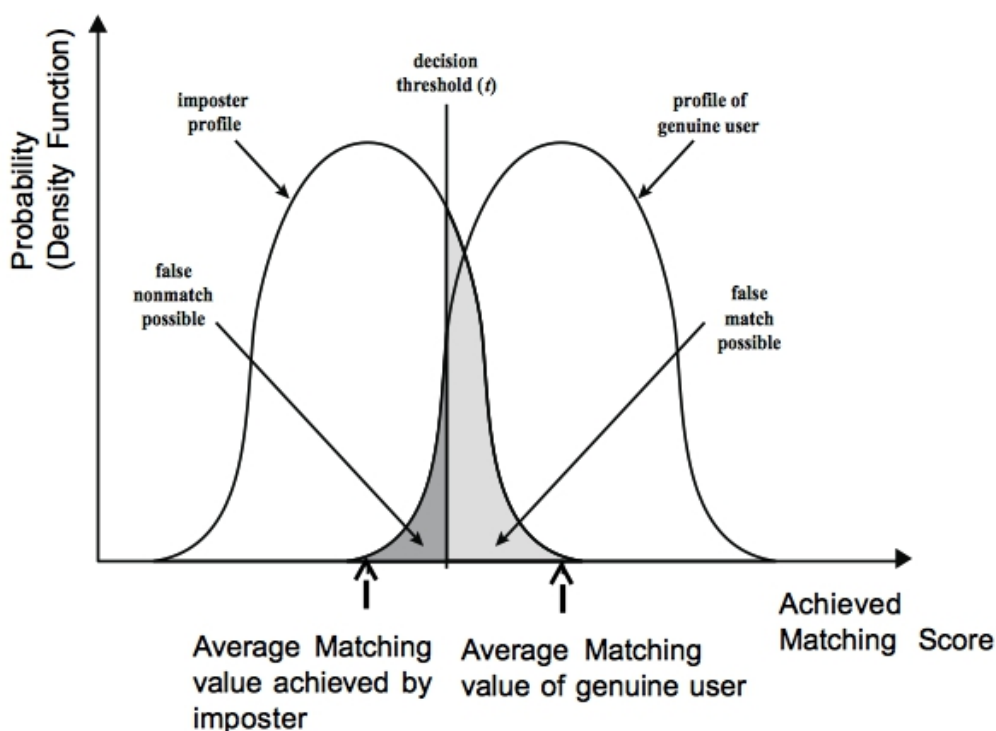 Probability
(Density Function)
decision
threshold (t)
imposter
profile
profile of
genuine user
false
nonmatch
possible
false
match
possible
Achieved
Matching Score
Average Matching
value achieved by
imposter
Average Matching
value of genuine user